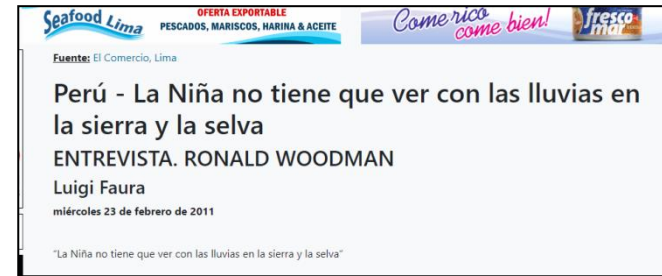 Seafood Lima
OFERTA EXPORTABLE
PESCADOS, MARISCOS, HARINA & ACEITE
Come rico
come bien!
fresco
mar
Fuente: El Comercio, Lima
Perú - La Niña no tiene que ver con las lluvias en
la sierra y la selva
ENTREVISTA. RONALD WOODMAN
Luigi Faura
miércoles 23 de febrero de 2011
"La Niña no tiene que ver con las lluvias en la sierra y la selva"